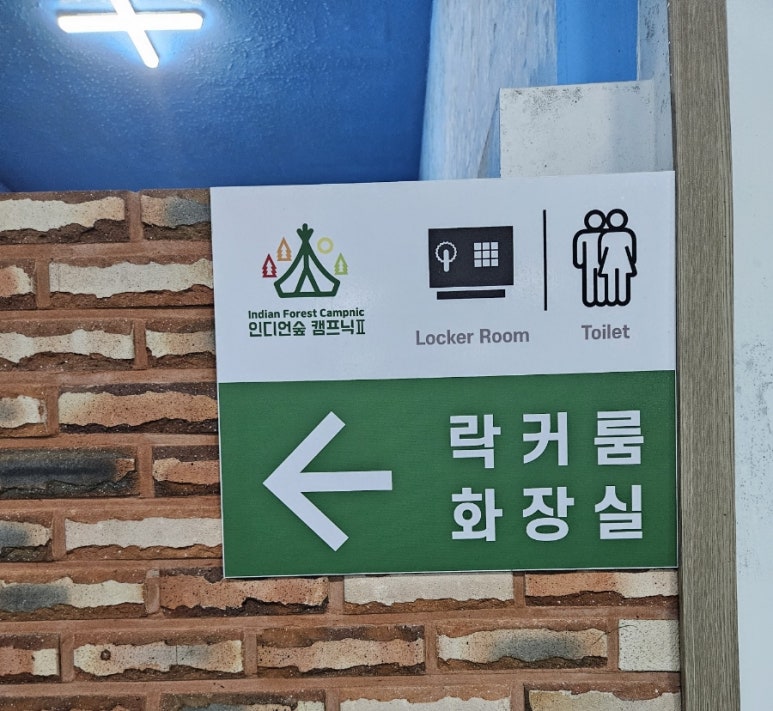 Indian Forest Campnic
인디언숲 캠프닉Ⅱ
Locker Room
Toilet
락커룸
화장실